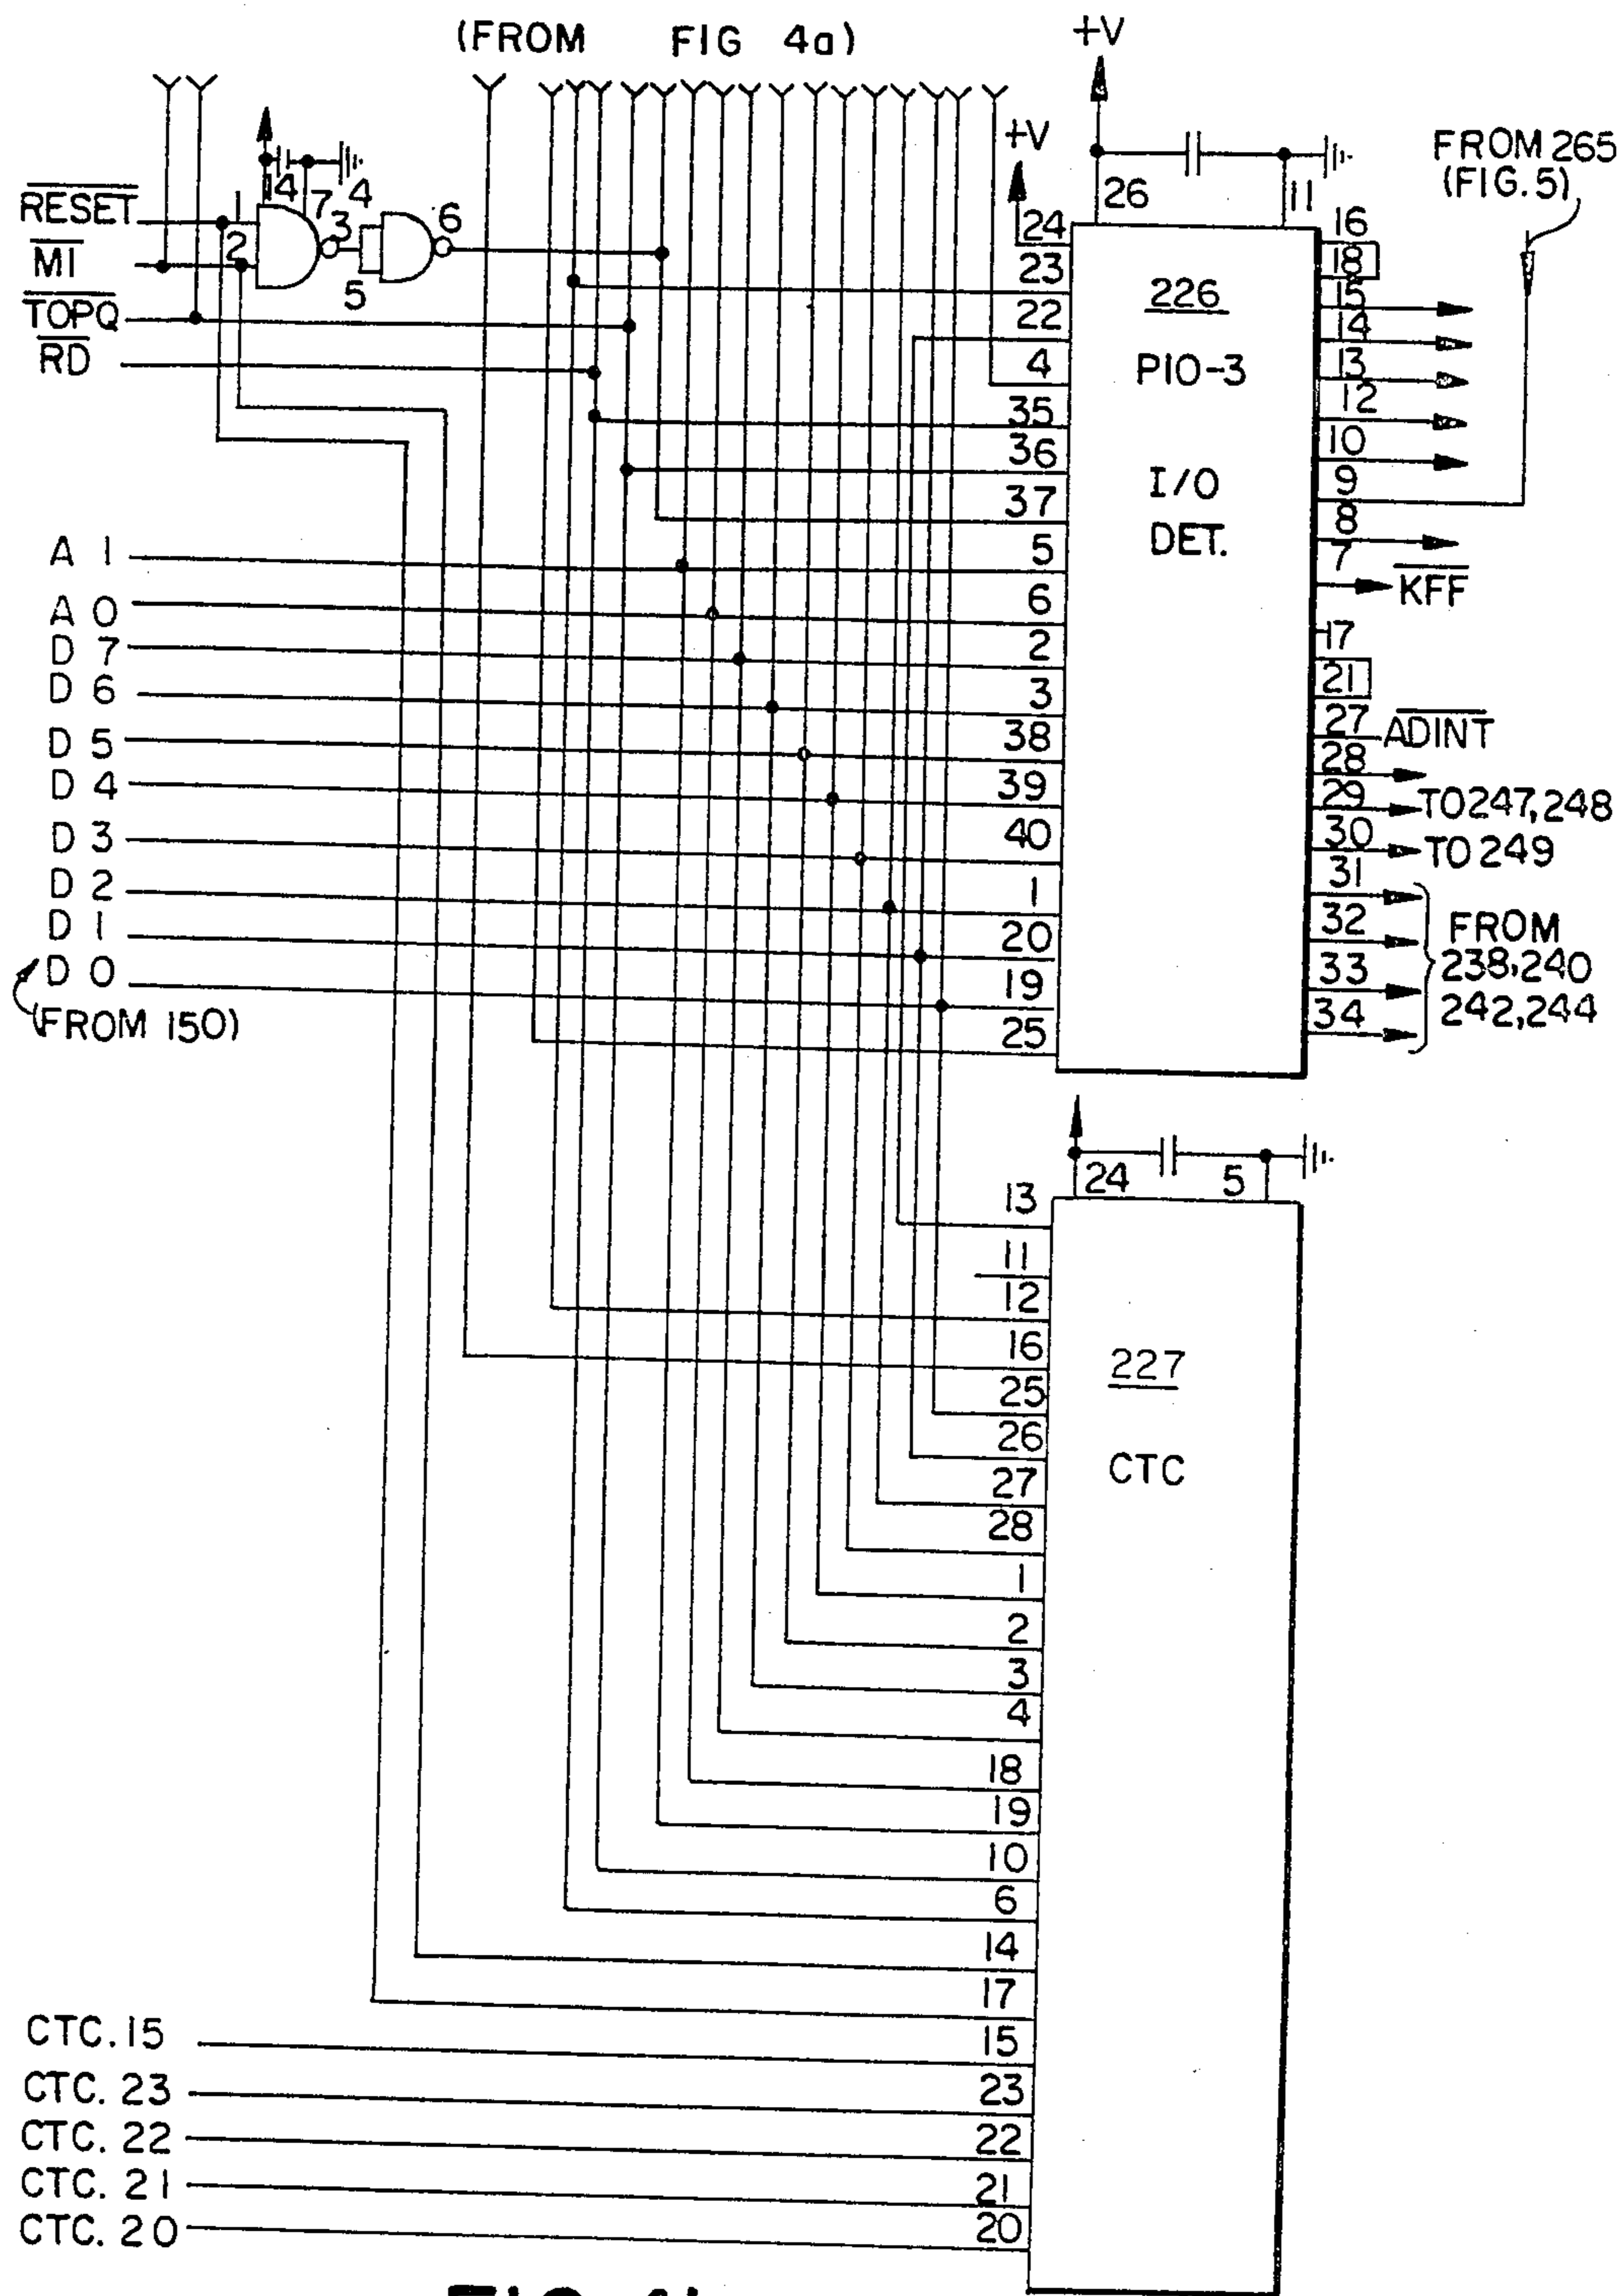 (FROM FIG 4a)
+V
+V
FROM 265
(FIG. 5)
14
7
4
RESET
1
3
6
2
MI
5
TOPQ
RD
26
11
24
23
22
4
35
36
37
5
6
2
3
38
39
40
1
20
19
25
226
PIO-3
I/O
DET.
16
18
15
14
13
12
10
9
8
7
KFF
17
21
27
ADINT
28
29
TO 247,248
30
TO 249
31
32
33
34
FROM
238,240
242,244
A 1
A 0
D 7
D 6
D 5
D 4
D 3
D 2
D 1
D 0
(FROM 150)
24
5
13
11
12
16
25
26
27
28
1
2
3
4
18
19
10
6
14
17
15
23
22
21
20
227
CTC
CTC. 15
CTC. 23
CTC. 22
CTC. 21
CTC. 20